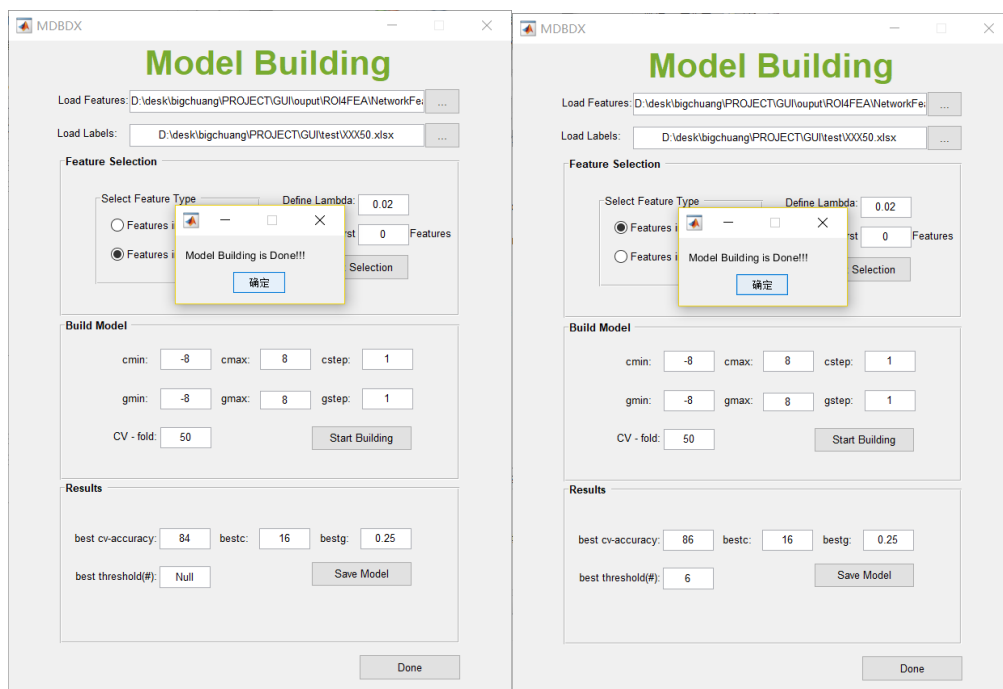 MDBDX
Model Building
Load Features: D:\desk\bigchuang\PROJECT\GUI\ouput\ROI4FEA\NetworkFea ...
Load Labels: D:\desk\bigchuang\PROJECT\GUI\test\XXX50.xlsx ...
Feature Selection
Select Feature Type
Define Lambda: 0.02
Features
0 Features
Features
Selection
Model Building is Done!!!
确定
Build Model
cmin: -8 cmax: 8 cstep: 1
gmin: -8 gmax: 8 gstep: 1
CV - fold: 50 Start Building
Results
best cv-accuracy: 84 bestc: 16 bestg: 0.25
best threshold(#): Null Save Model
Done
MDBDX
Model Building
Load Features: D:\desk\bigchuang\PROJECT\GUI\ouput\ROI4FEA\NetworkFea ...
Load Labels: D:\desk\bigchuang\PROJECT\GUI\test\XXX50.xlsx ...
Feature Selection
Select Feature Type
Define Lambda: 0.02
Features
0 Features
Features
Selection
Model Building is Done!!!
确定
Build Model
cmin: -8 cmax: 8 cstep: 1
gmin: -8 gmax: 8 gstep: 1
CV - fold: 50 Start Building
Results
best cv-accuracy: 86 bestc: 16 bestg: 0.25
best threshold(#): 6 Save Model
Done